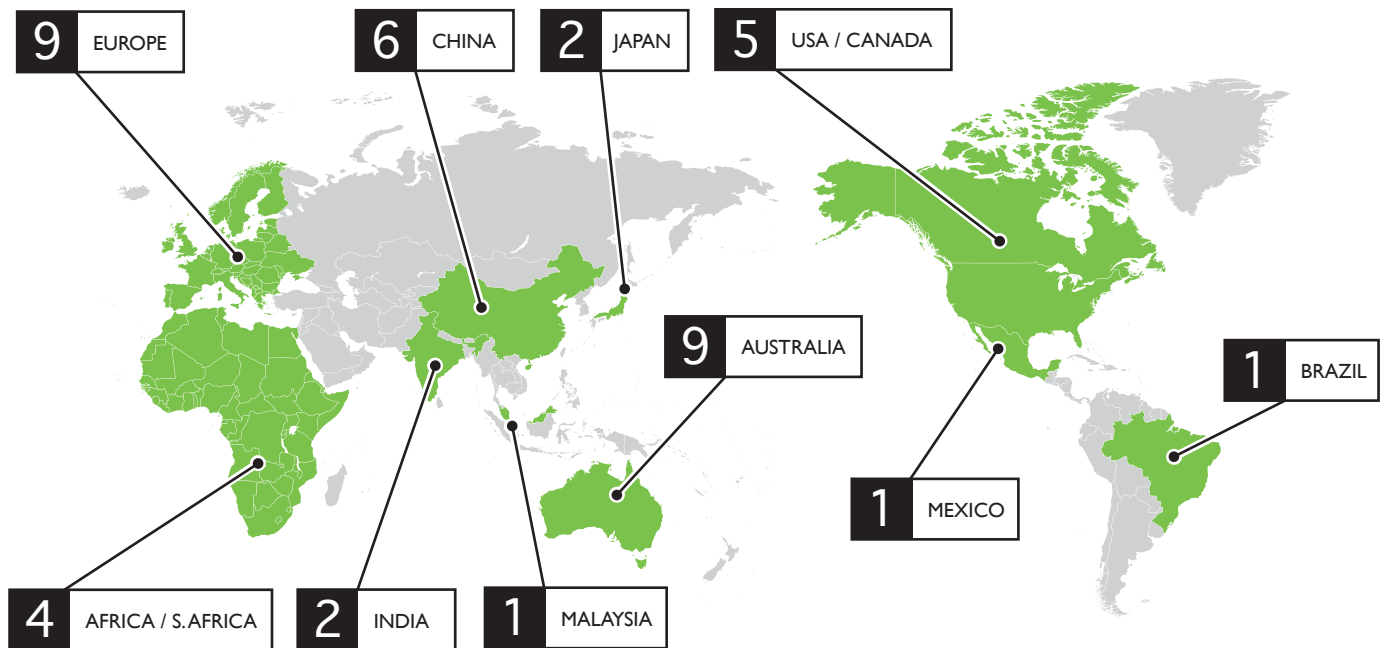 9 EUROPE
6 CHINA
2 JAPAN
5 USA / CANADA
9 AUSTRALIA
1 BRAZIL
1 MEXICO
4 AFRICA / S. AFRICA
2 INDIA
1 MALAYSIA